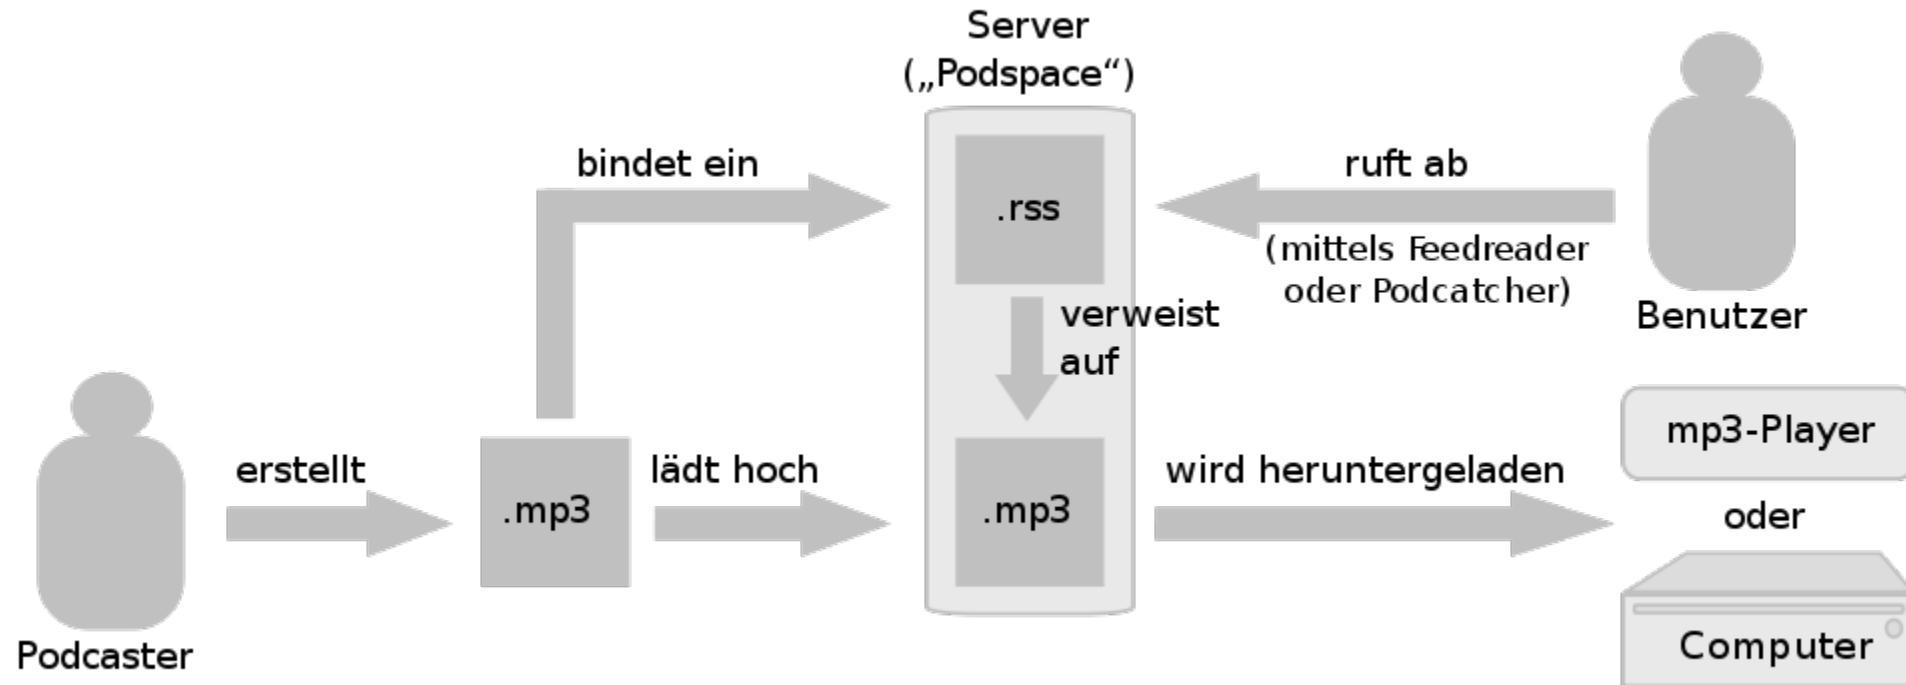 Server
(„Podspace“)
bindet ein
.rss
ruft ab
(mittels Feedreader
oder Podcatcher)
Benutzer
verweist
auf
Podcaster
erstellt
.mp3
lädt hoch
.mp3
wird heruntergeladen
mp3-Player
oder
Computer